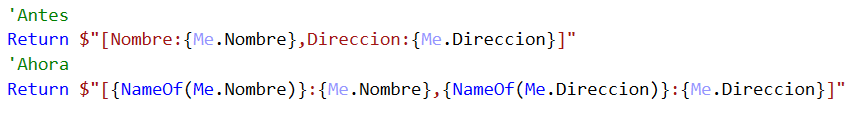 'Antes
Return $"[Nombre:{Me.Nombre},Direccion:{Me.Direccion}]"
'Ahora
Return $"[{NameOf(Me.Nombre)}:{Me.Nombre},{NameOf(Me.Direccion)}:{Me.Direccion}]"